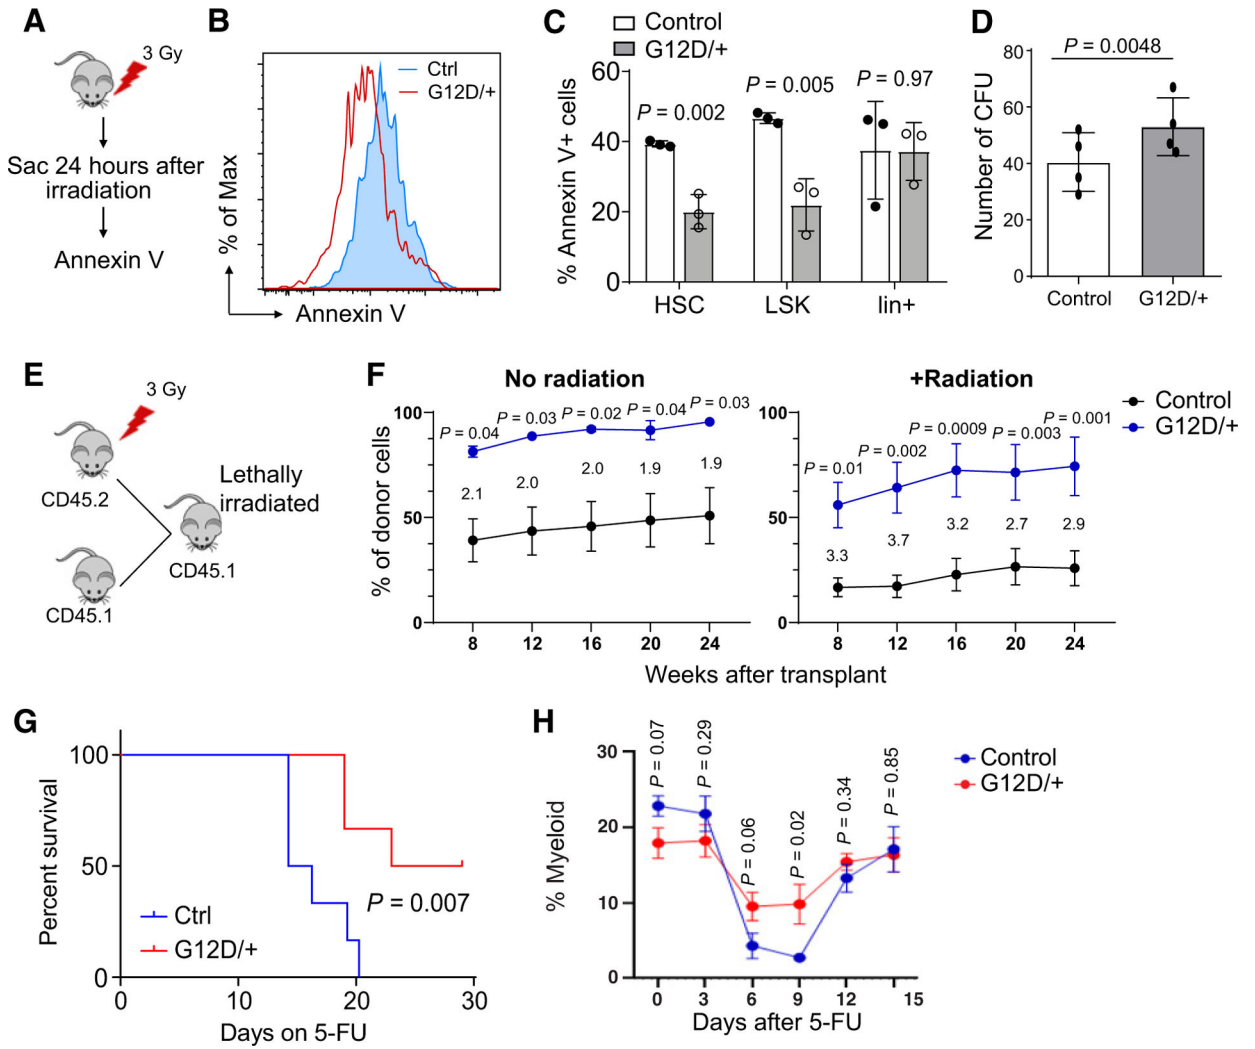 A
3 Gy
Sac 24 hours after
irradiation
Annexin V
B
Ctrl
G12D/+
% of Max
Annexin V
C
Control
G12D/+
% Annexin V+ cells
60
40
20
0
P = 0.002
P = 0.005
P = 0.97
HSC
LSK
lin+
D
P = 0.0048
Number of CFU
80
60
40
20
0
Control
G12D/+
E
3 Gy
CD45.2
Lethally
irradiated
CD45.1
CD45.1
F
No radiation
% of donor cells
100
50
0
P = 0.04
P = 0.03
P = 0.02
P = 0.04
P = 0.03
2.1
2.0
2.0
1.9
1.9
8
12
16
20
24
+Radiation
100
50
0
P = 0.01
P = 0.002
P = 0.0009
P = 0.003
P = 0.001
3.3
3.7
3.2
2.7
2.9
8
12
16
20
24
Control
G12D/+
Weeks after transplant
G
Percent survival
100
50
0
P = 0.007
Ctrl
G12D/+
0
10
20
30
Days on 5-FU
H
% Myeloid
30
20
10
0
P = 0.07
P = 0.29
P = 0.06
P = 0.02
P = 0.34
P = 0.85
Control
G12D/+
0
3
6
9
12
15
Days after 5-FU